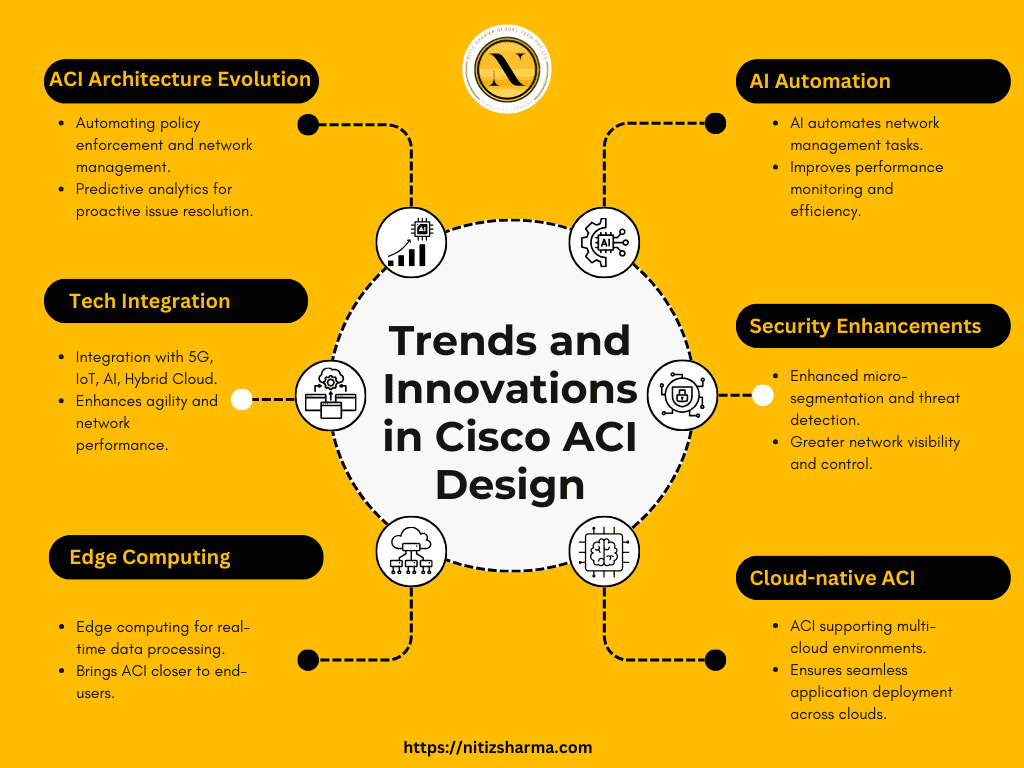 ACI Architecture Evolution
• Automating policy
enforcement and network
management.
• Predictive analytics for
proactive issue resolution.
Tech Integration
• Integration with 5G,
IoT, AI, Hybrid Cloud.
• Enhances agility and
network
performance.
Edge Computing
• Edge computing for real-
time data processing.
• Brings ACI closer to end-
users.
N
AI
AI
Trends and
Innovations
in Cisco ACI
Design
AI Automation
• AI automates network
management tasks.
• Improves performance
monitoring and
efficiency.
Security Enhancements
• Enhanced micro-
segmentation and threat
detection.
• Greater network visibility
and control.
Cloud-native ACI
• ACI supporting multi-
cloud environments.
• Ensures seamless
application deployment
across clouds.
https://nitizsharma.com